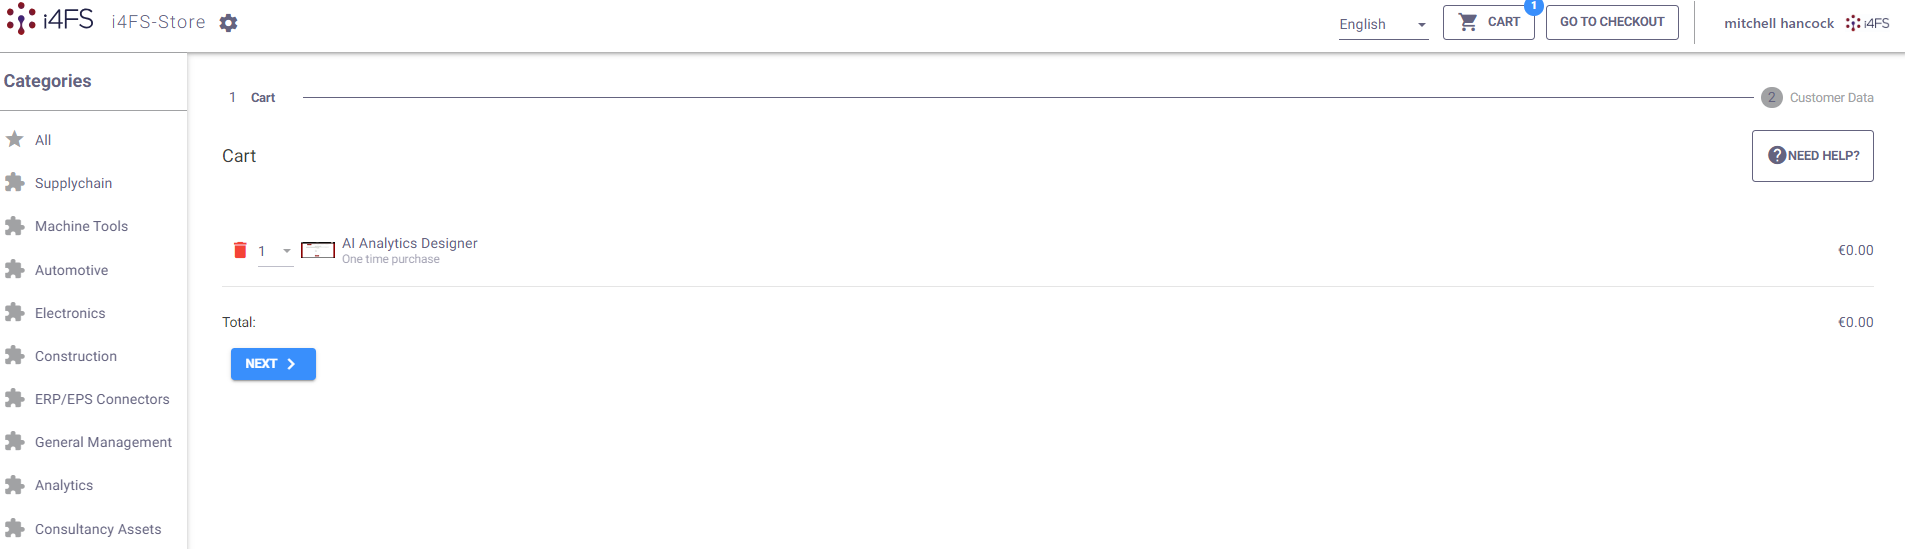 i4FS i4FS-Store English CART 1 GO TO CHECKOUT mitchell hancock i4FS
Categories
1 Cart 2 Customer Data
All
Cart
NEED HELP?
Supplychain
Machine Tools
1 AI Analytics Designer €0.00
One time purchase
Automotive
Electronics
Total: €0.00
Construction
NEXT
ERP/EPS Connectors
General Management
Analytics
Consultancy Assets